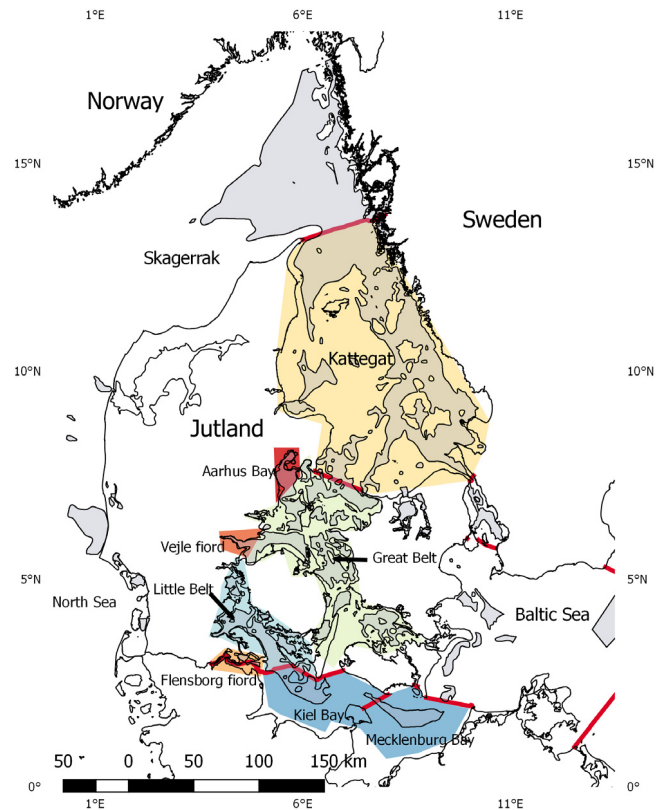 1°E 6°E 11°E
Norway
15°N 15°N
Sweden
Skagerrak
Kattegat
10°N 10°N
Jutland
Aarhus Bay
Vejle fiord
Great Belt
5°N 5°N
Little Belt
North Sea
Baltic Sea
Flensborg fiord
Kiel Bay
Mecklenburg Bay
50 0 50 100 150 km
0° 0°
1°E 6°E 11°E